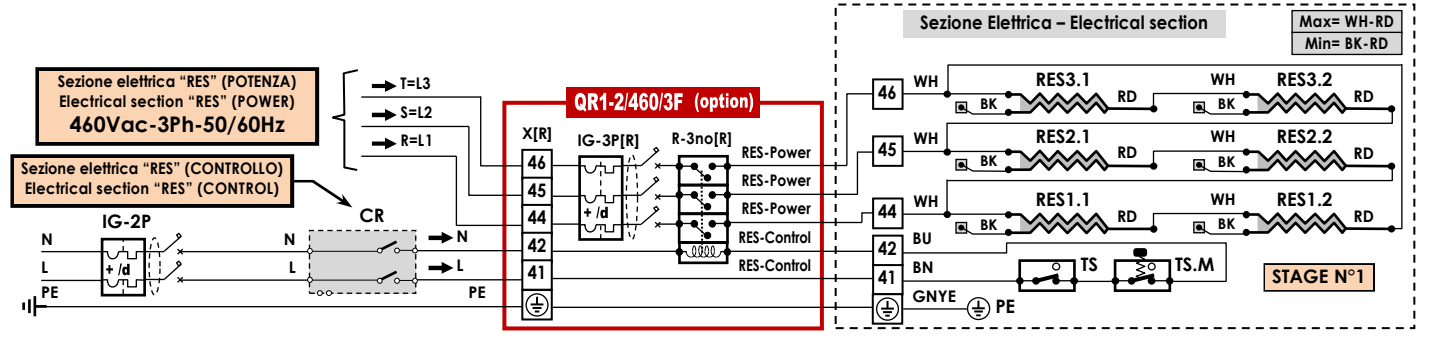 Sezione Elettrica – Electrical section
Max= WH-RD
Min= BK-RD
Sezione elettrica "RES" (POTENZA)
Electrical section "RES" (POWER)
460Vac-3Ph-50/60Hz
T=L3
S=L2
R=L1
QR1-2/460/3F (option)
X[R]
IG-3P[R]
R-3no[R]
46
45
44
42
41
+ /d
RES-Power
RES-Power
RES-Power
RES-Control
RES-Control
Sezione elettrica "RES" (CONTROLLO)
Electrical section "RES" (CONTROL)
IG-2P
CR
N
L
PE
+ /d
N
L
N
L
PE
46
WH
RES3.1
WH
RES3.2
BK
RD
BK
RD
45
WH
RES2.1
WH
RES2.2
BK
RD
BK
RD
44
WH
RES1.1
WH
RES1.2
BK
RD
BK
RD
42
BU
41
BN
TS
TS.M
GNYE
PE
STAGE N°1